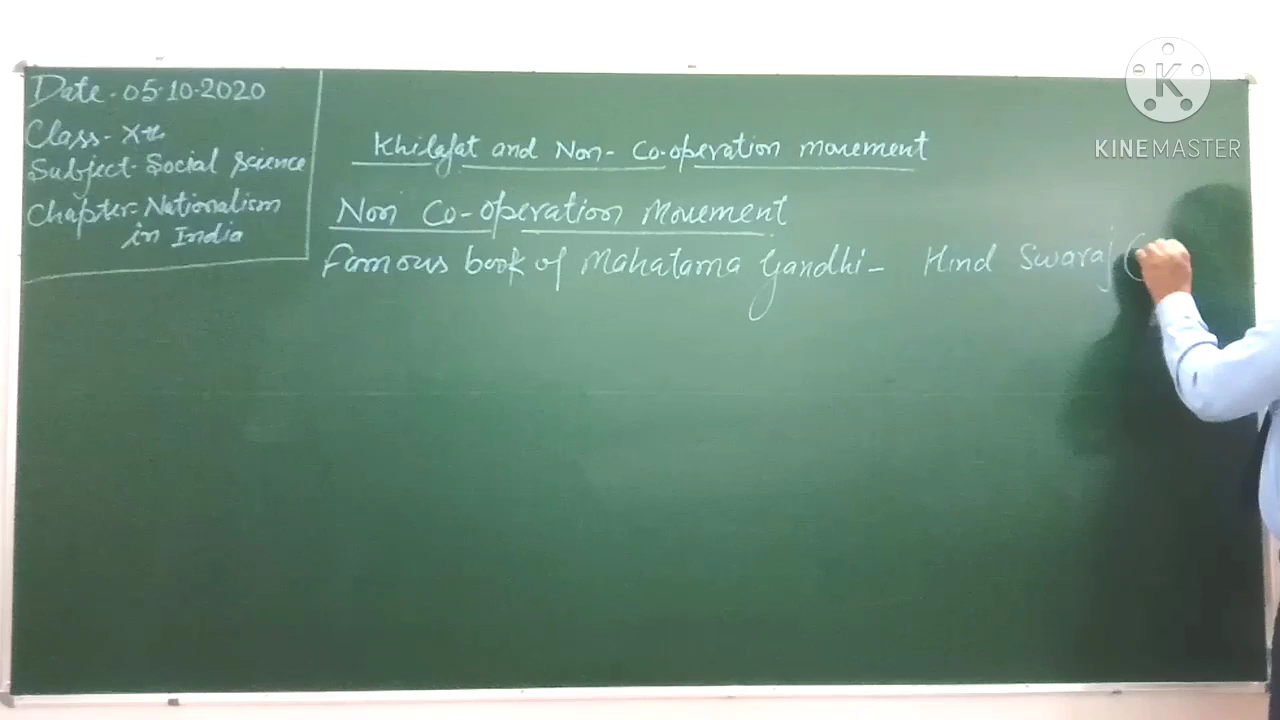 Date - 05.10.2020
Class - Xth
Subject - Social Science
Chapter - Nationalism
in India
Khilafat and Non-Co-operation movement
Non Co-operation Movement
Famous book of Mahatama Gandhi - Hind Swaraj (
K
KINEMASTER